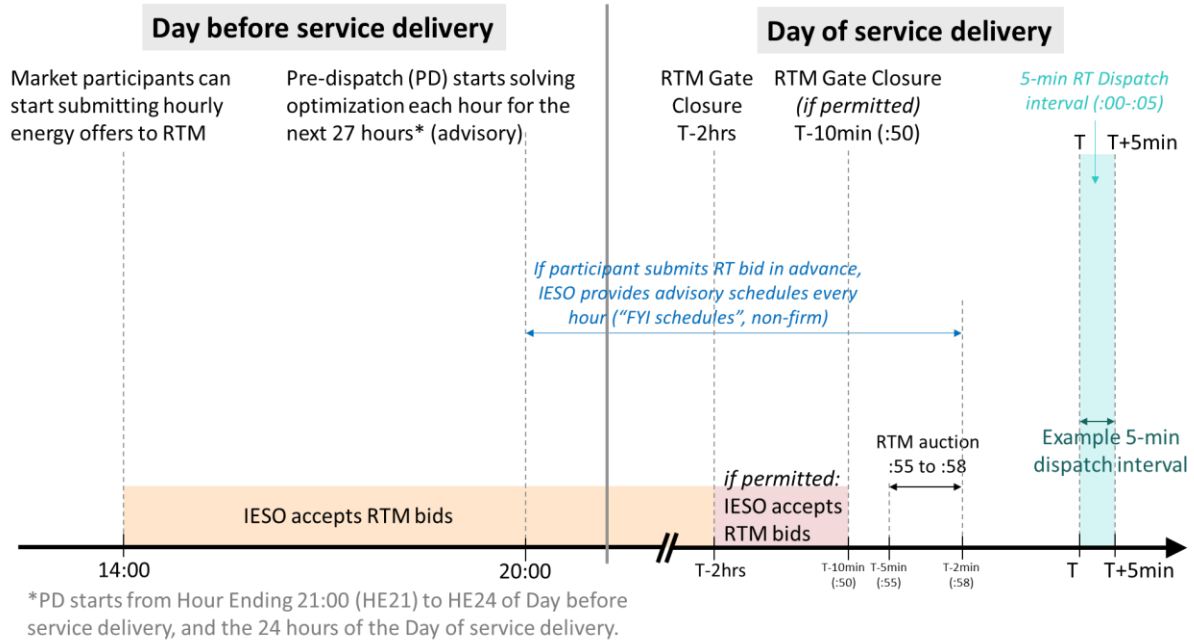 Day before service delivery
Day of service delivery
Market participants can
start submitting hourly
energy offers to RTM
Pre-dispatch (PD) starts solving
optimization each hour for the
next 27 hours* (advisory)
RTM Gate
Closure
T-2hrs
RTM Gate Closure
(if permitted)
T-10min (:50)
5-min RT Dispatch
interval (:00-:05)
T
T+5min
If participant submits RT bid in advance,
IESO provides advisory schedules every
hour (“FYI schedules”, non-firm)
RTM auction
:55 to :58
Example 5-min
dispatch interval
IESO accepts RTM bids
if permitted:
IESO accepts
RTM bids
14:00
20:00
T-2hrs
T-10min
(:50)
T-5min
(:55)
T-2min
(:58)
T
T+5min
*PD starts from Hour Ending 21:00 (HE21) to HE24 of Day before
service delivery, and the 24 hours of the Day of service delivery.